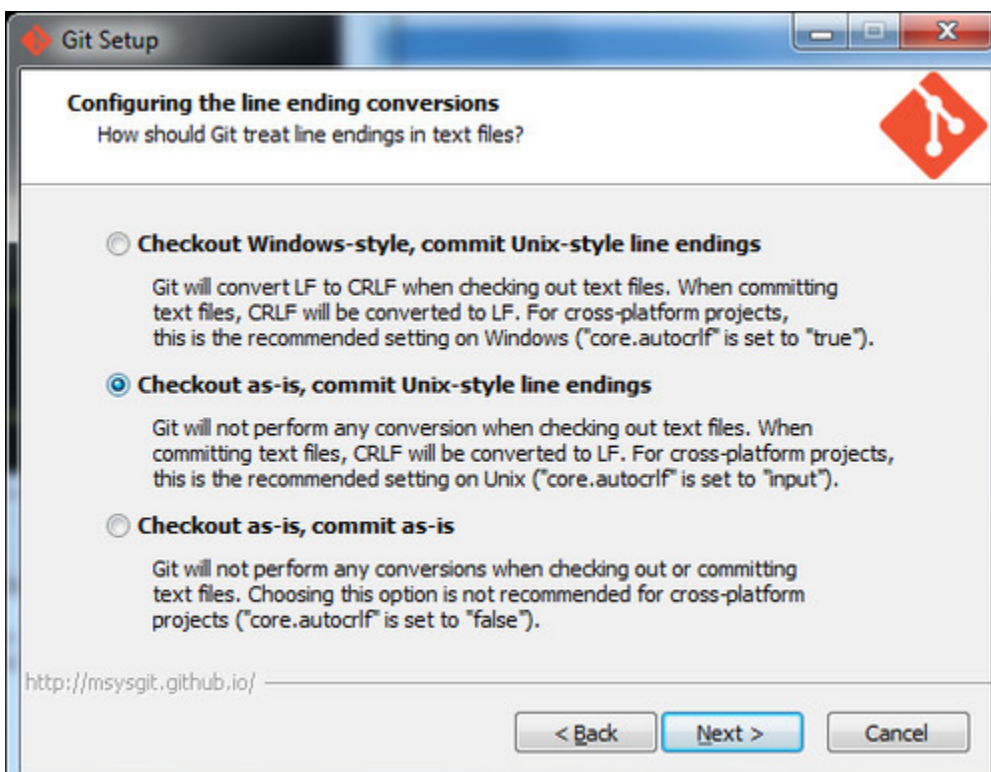 Git Setup
Configuring the line ending conversions
How should Git treat line endings in text files?
Checkout Windows-style, commit Unix-style line endings
Git will convert LF to CRLF when checking out text files. When committing
text files, CRLF will be converted to LF. For cross-platform projects,
this is the recommended setting on Windows ("core.autocrlf" is set to "true").
Checkout as-is, commit Unix-style line endings
Git will not perform any conversion when checking out text files. When
committing text files, CRLF will be converted to LF. For cross-platform projects,
this is the recommended setting on Unix ("core.autocrlf" is set to "input").
Checkout as-is, commit as-is
Git will not perform any conversions when checking out or committing
text files. Choosing this option is not recommended for cross-platform
projects ("core.autocrlf" is set to "false").
http://msysgit.github.io/
< Back Next > Cancel